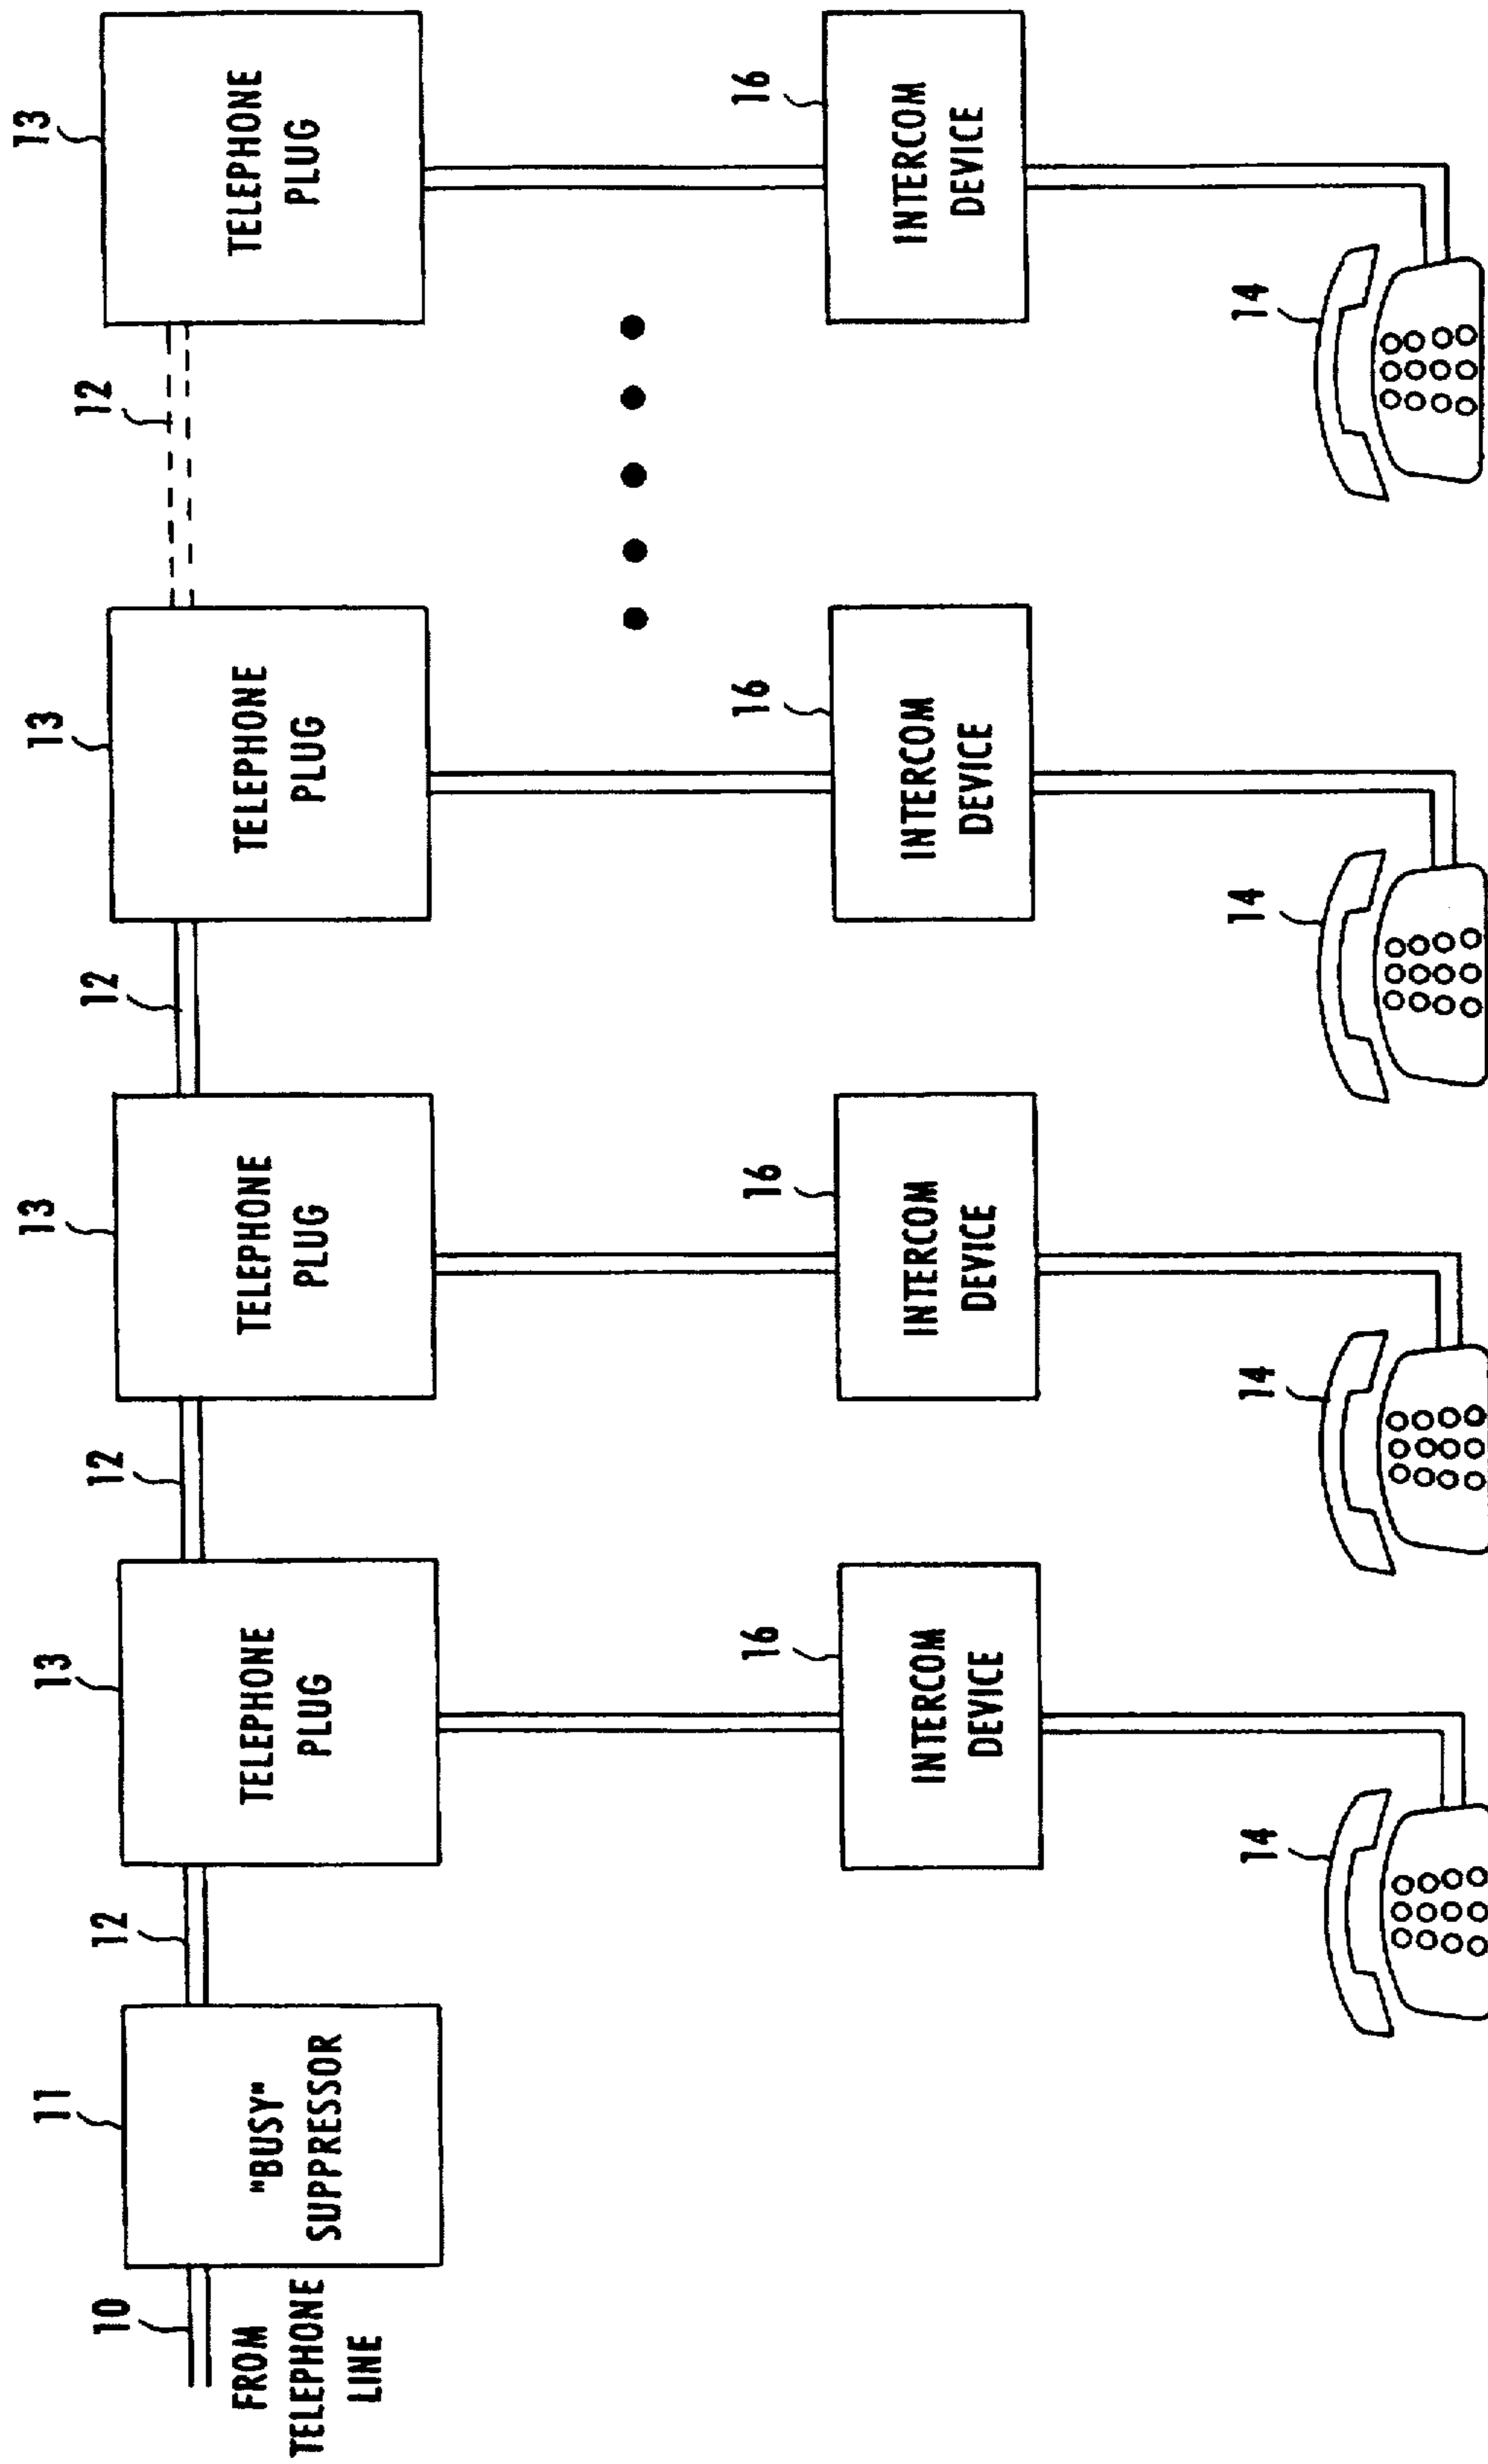 10
FROM
TELEPHONE
LINE
11
"BUSY"
SUPPRESSOR
12
13
TELEPHONE
PLUG
12
13
TELEPHONE
PLUG
12
13
TELEPHONE
PLUG
12
13
TELEPHONE
PLUG
16
INTERCOM
DEVICE
16
INTERCOM
DEVICE
16
INTERCOM
DEVICE
16
INTERCOM
DEVICE
14
14
14
14